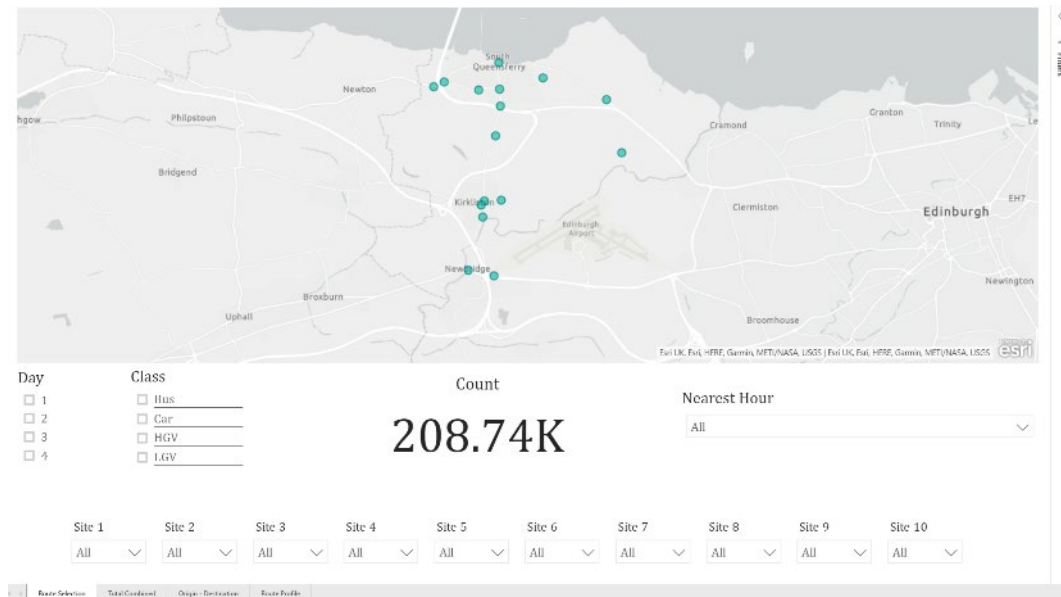 South
Queensferry
Newton
hgow
Philpstoun
Cramond
Granton
Trinity
Le
Bridgend
Kirkliston
Clermiston
EH7
Edinburgh
Edinburgh
Airport
Newbridge
Newington
Broxburn
Uphall
Broomhouse
Esri UK, Esri, HERE, Garmin, METI/NASA, USGS | Esri UK, Esri, HERE, Garmin, METI/NASA, USGS
esri
Day
Class
Count
Nearest Hour
1
2
3
4
Bus
Car
HGV
LGV
208.74K
All
Site 1 Site 2 Site 3 Site 4 Site 5 Site 6 Site 7 Site 8 Site 9 Site 10
All All All All All All All All All All
Route Selection Total Combined Origin - Destination Route Profile